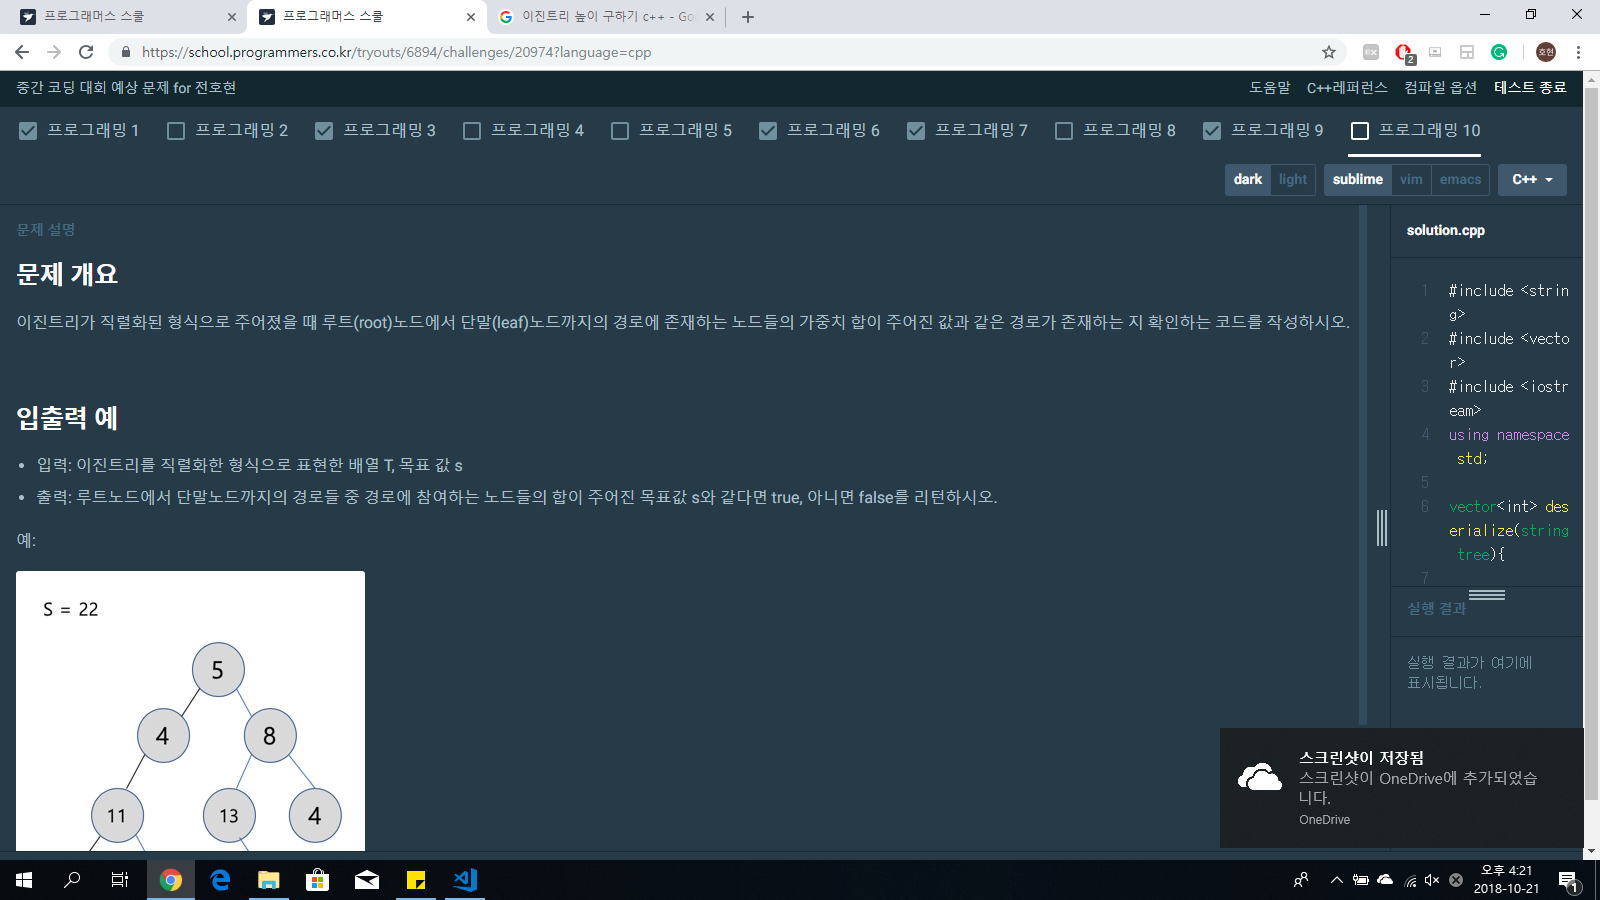 프로그래머스 스쿨
프로그래머스 스쿨
이진트리 높이 구하기 c++ - Go
https://school.programmers.co.kr/tryouts/6894/challenges/20974?language=cpp
2
호현
중간 코딩 대회 예상 문제 for 전호현
도움말
C++레퍼런스
컴파일 옵션
테스트 종료
프로그래밍 1
프로그래밍 2
프로그래밍 3
프로그래밍 4
프로그래밍 5
프로그래밍 6
프로그래밍 7
프로그래밍 8
프로그래밍 9
프로그래밍 10
dark
light
sublime
vim
emacs
C++
문제 설명
문제 개요
이진트리가 직렬화된 형식으로 주어졌을 때 루트(root)노드에서 단말(leaf)노드까지의 경로에 존재하는 노드들의 가중치 합이 주어진 값과 같은 경로가 존재하는 지 확인하는 코드를 작성하시오.
입출력 예
• 입력: 이진트리를 직렬화한 형식으로 표현한 배열 T, 목표 값 s
• 출력: 루트노드에서 단말노드까지의 경로들 중 경로에 참여하는 노드들의 합이 주어진 목표값 s와 같다면 true, 아니면 false를 리턴하시오.
예:
S = 22
5
4
8
11
13
4
solution.cpp
1 #include <strin
g>
2 #include <vecto
r>
3 #include <iostr
eam>
4 using namespace
std;
5
6 vector<int> des
erialize(string
tree){
7
실행 결과
실행 결과가 여기에
표시됩니다.
스크린샷이 저장됨
스크린샷이 OneDrive에 추가되었습
니다.
OneDrive
오후 4:21
2018-10-21
1